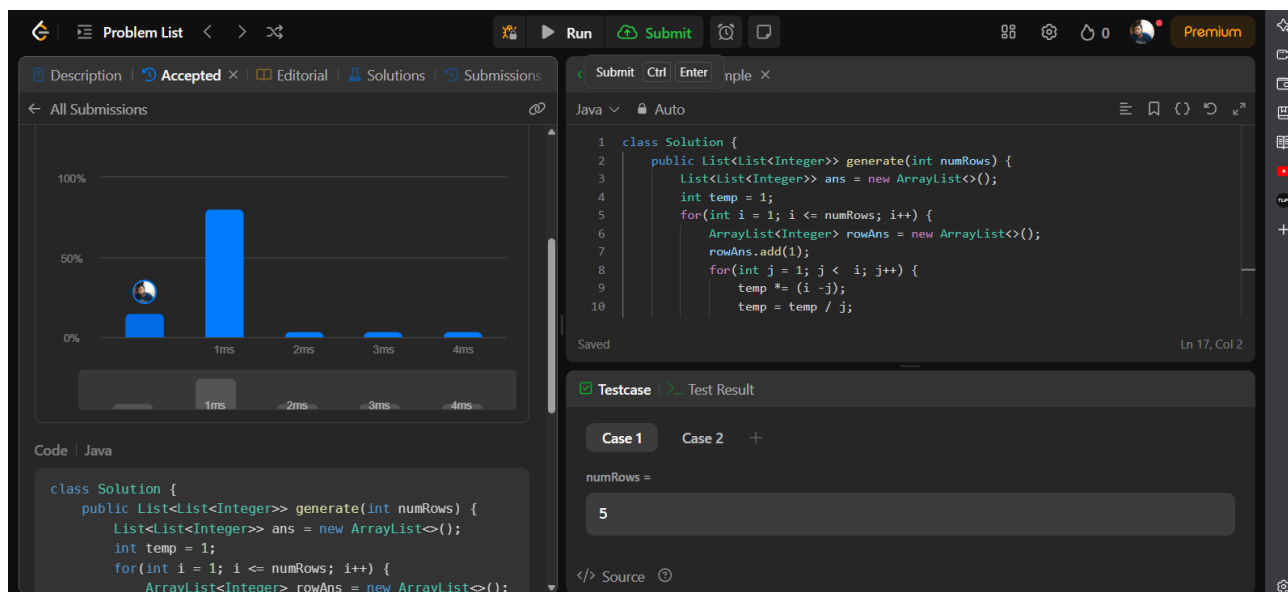 Problem List
Run
Submit
0
Premium
Description
Accepted
Editorial
Solutions
Submissions
Submit Ctrl Enter
mple
All Submissions
100%
50%
0%
1ms 2ms 3ms 4ms
1ms 2ms 3ms 4ms
Code
Java
class Solution {
public List<List<Integer>> generate(int numRows) {
List<List<Integer>> ans = new ArrayList<>();
int temp = 1;
for(int i = 1; i <= numRows; i++) {
ArrayList<Integer> rowAns = new ArrayList<>();
Java
Auto
1 class Solution {
2 public List<List<Integer>> generate(int numRows) {
3 List<List<Integer>> ans = new ArrayList<>();
4 int temp = 1;
5 for(int i = 1; i <= numRows; i++) {
6 ArrayList<Integer> rowAns = new ArrayList<>();
7 rowAns.add(1);
8 for(int j = 1; j <  i; j++) {
9 temp *= (i -j);
10 temp = temp / j;
Saved
Ln 17, Col 2
Testcase
>_ Test Result
Case 1
Case 2
+
numRows =
5
</> Source